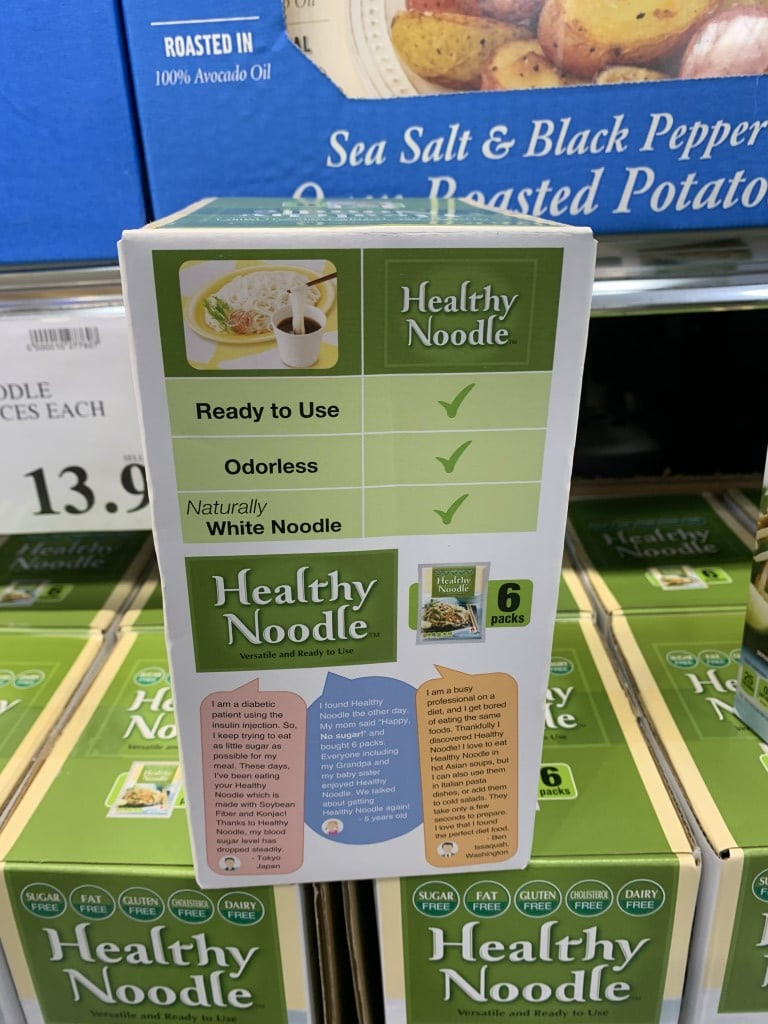 ROASTED IN
100% Avocado Oil
Sea Salt & Black Pepper
Roasted Potato
CES EACH
13.9
Healthy
Noodle
Ready to Use
Odorless
Naturally
White Noodle
Healthy
Noodle™
Versatile and Ready to Use
Healthy
Noodle
6
packs
I am a diabetic
patient using the
insulin injection. So,
I keep trying to eat
as little sugar as
possible for my
meal. These days,
I've been eating
your Healthy
Noodle which is
made with Soybean
Fiber and Konjac!
Thanks to Healthy
Noodle, my blood
sugar level has
dropped steadily.
- Tokyo
Japan
I found Healthy
Noodle the other day.
My mom said "Happy,
No sugar!" and
bought 6 packs.
Everyone including
my Grandpa and
my baby sister
enjoyed Healthy
Noodle. We talked
about getting
Healthy Noodle again!
- 5 years old
I am a busy
professional on a
diet, and I get bored
of eating the same
foods. Thankfully I
discovered Healthy
Noodle! I love to eat
Healthy Noodle in
hot Asian soups, but
I can also use them
in Italian pasta
dishes, or add them
to cold salads. They
take only a few
seconds to prepare.
I love that I found
the perfect diet food.
- Ben
Issaquah,
Washington
Healthy
Noodle
6
Healthy
Noodle
6
6
packs
SUGAR FREE
FAT FREE
GLUTEN FREE
CHOLESTEROL FREE
DAIRY FREE
Healthy
Noodle
Versatile and Ready to Use
SUGAR FREE
FAT FREE
GLUTEN FREE
CHOLESTEROL FREE
DAIRY FREE
Healthy
Noodle
Versatile and Ready to Use